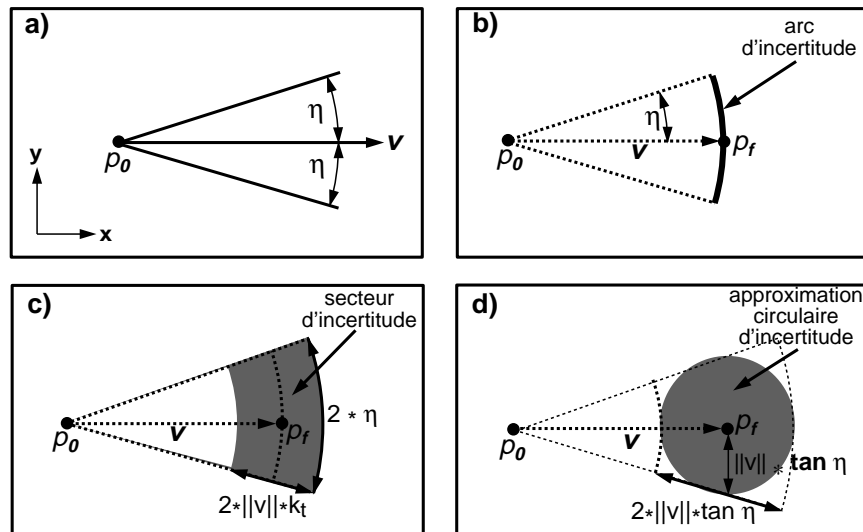 a)
η
η
p0
v
y
x
b)
arc
d'incertitude
η
p0
v
pf
c)
secteur
d'incertitude
p0
v
pf
2 * η
2*||v||*kt
d)
approximation
circulaire
d'incertitude
p0
v
pf
||v|| * tan η
2*||v||*tan η